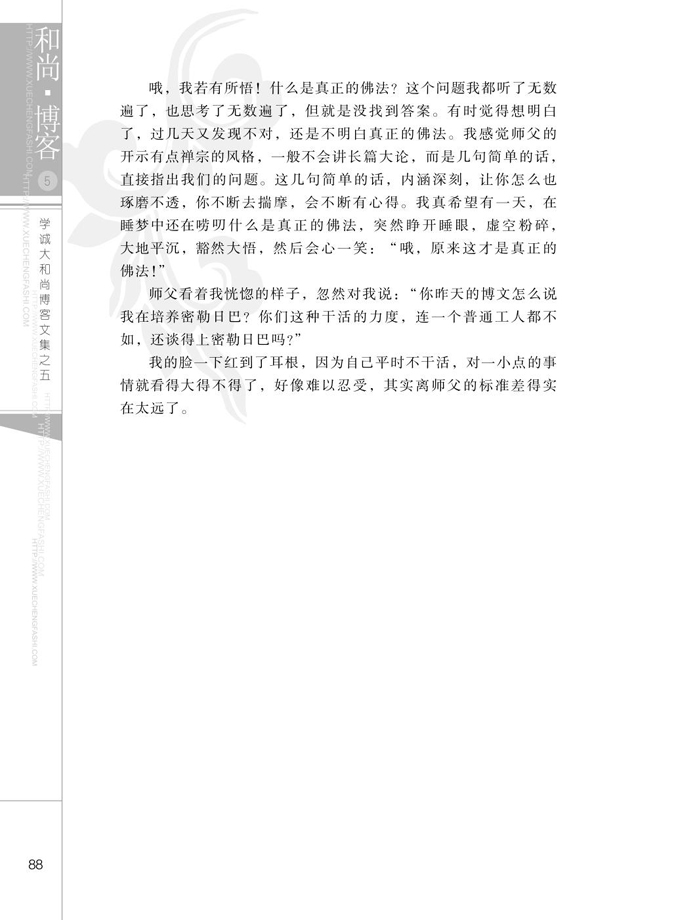 和尚·博客
5
HTTP://WWW.XUECHENGFASHI.COM
学诚大和尚博客文集之五
哦，我若有所悟！什么是真正的佛法？这个问题我都听了无数
遍了，也思考了无数遍了，但就是没找到答案。有时觉得想明白
了，过几天又发现不对，还是不明白真正的佛法。我感觉师父的
开示有点禅宗的风格，一般不会讲长篇大论，而是几句简单的话，
直接指出我们的问题。这几句简单的话，内涵深刻，让你怎么也
琢磨不透，你不断去揣摩，会不断有心得。我真希望有一天，在
睡梦中还在唠叨什么是真正的佛法，突然睁开睡眼，虚空粉碎，
大地平沉，豁然大悟，然后会心一笑：“哦，原来这才是真正的
佛法！”
师父看着我恍惚的样子，忽然对我说：“你昨天的博文怎么说
我在培养密勒日巴？你们这种干活的力度，连一个普通工人都不
如，还谈得上密勒日巴吗？”
我的脸一下红到了耳根，因为自己平时不干活，对一小点的事
情就看得大得不得了，好像难以忍受，其实离师父的标准差得实
在太远了。
88